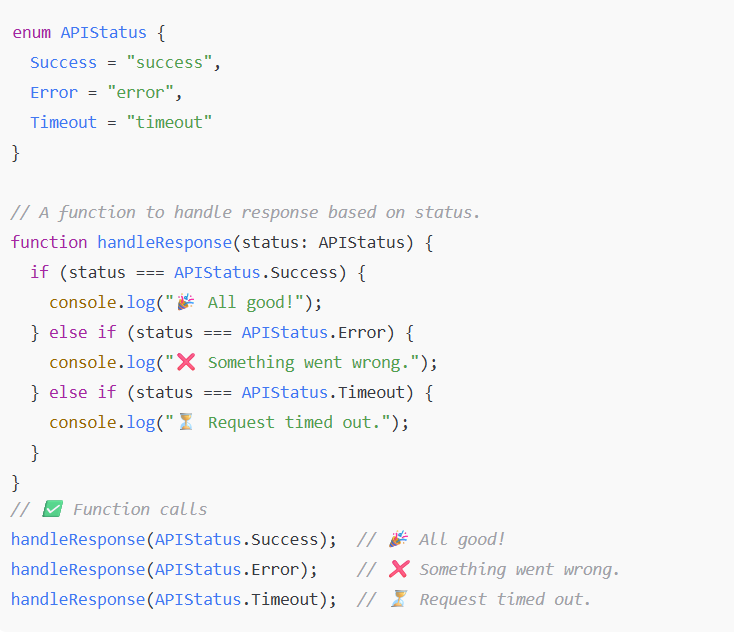 enum APIStatus {
  Success = "success",
  Error = "error",
  Timeout = "timeout"
}

// A function to handle response based on status.
function handleResponse(status: APIStatus) {
  if (status === APIStatus.Success) {
    console.log("🎉 All good!");
  } else if (status === APIStatus.Error) {
    console.log("❌ Something went wrong.");
  } else if (status === APIStatus.Timeout) {
    console.log("⏳ Request timed out.");
  }
}
// ✅ Function calls
handleResponse(APIStatus.Success);  // 🎉 All good!
handleResponse(APIStatus.Error);    // ❌ Something went wrong.
handleResponse(APIStatus.Timeout);  // ⏳ Request timed out.